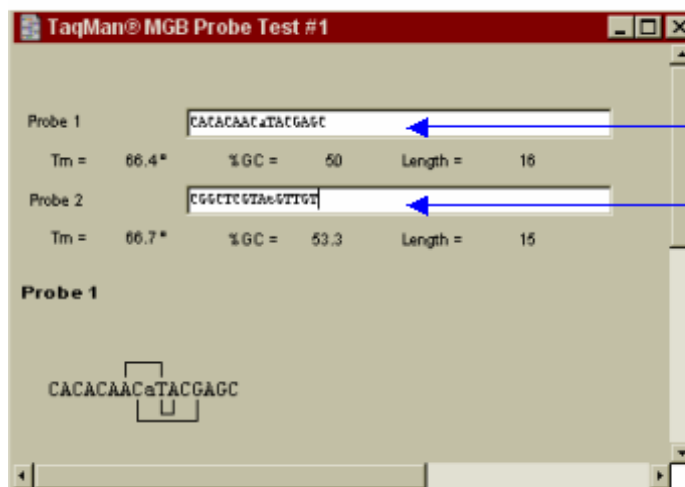 TaqMan® MGB Probe Test #1
Probe 1 CACACAACaTACGAGC
Tm = 66.4° %GC = 50 Length = 16
Probe 2 CGGCTCGTAtGTTGT
Tm = 66.7° %GC = 53.3 Length = 15
Probe 1
CACACAACaTACGAGC